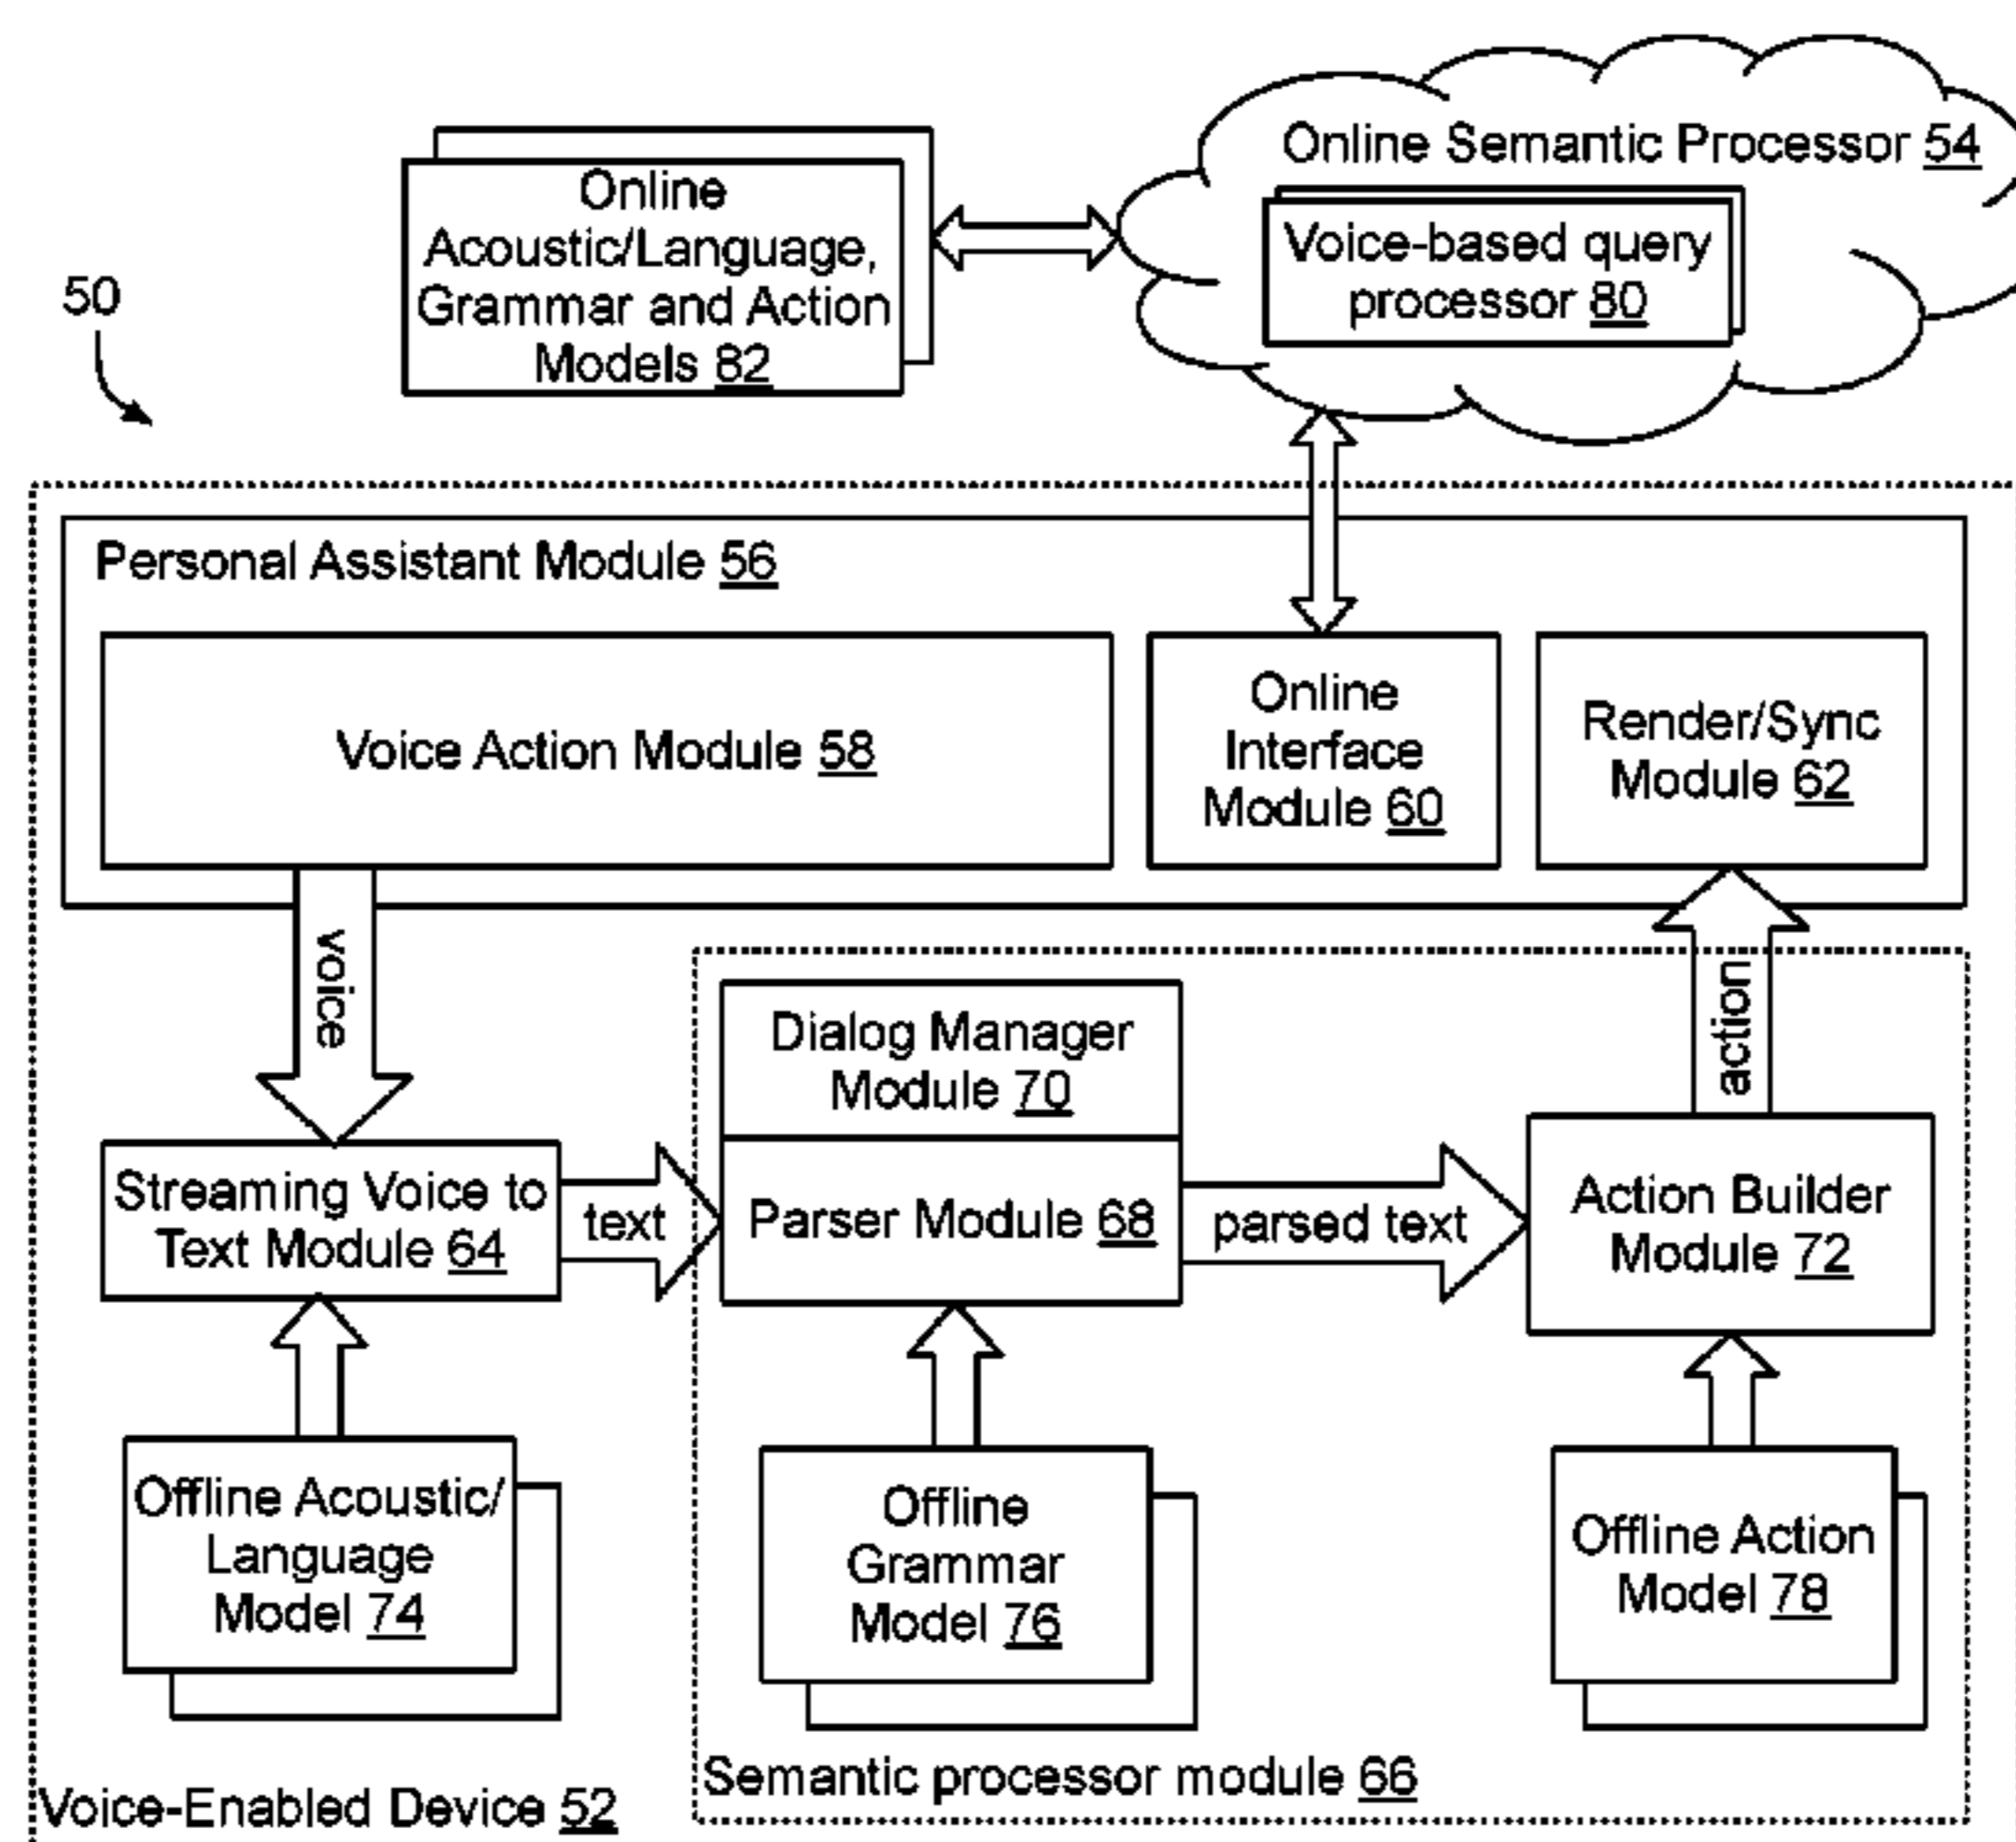 Online Semantic Processor 54
Online
Acoustic/Language,
Grammar and Action
Models 82
Voice-based query
processor 80
50
Personal Assistant Module 56
Voice Action Module 58
Online
Interface
Module 60
Render/Sync
Module 62
voice
action
Dialog Manager
Module 70
Streaming Voice to
Text Module 64
text
Parser Module 68
parsed text
Action Builder
Module 72
Offline Acoustic/
Language
Model 74
Offline
Grammar
Model 76
Offline Action
Model 78
Semantic processor module 66
Voice-Enabled Device 52